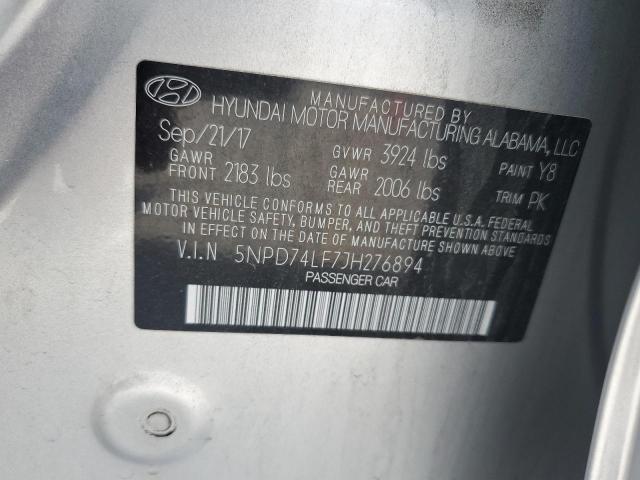 MANUFACTURED BY
HYUNDAI MOTOR MANUFACTURING ALABAMA, LLC
Sep/21/17 GVWR 3924 lbs PAINT Y8
GAWR FRONT 2183 lbs GAWR REAR 2006 lbs TRIM PK
THIS VEHICLE CONFORMS TO ALL APPLICABLE U.S.A. FEDERAL
MOTOR VEHICLE SAFETY, BUMPER, AND THEFT PREVENTION STANDARDS
IN EFFECT ON THE DATE OF MANUFACTURE SHOWN ABOVE
V.I.N 5NPD74LF7JH276894
PASSENGER CAR